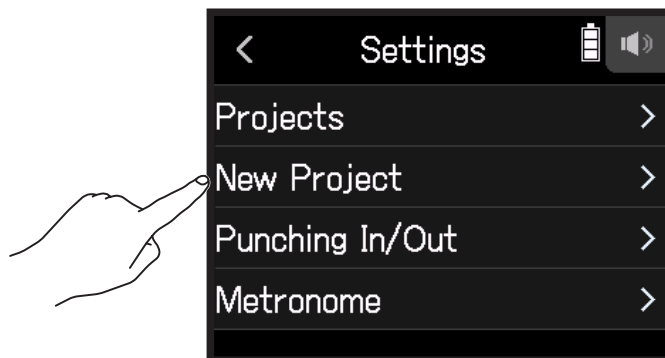 Settings
Projects
New Project
Punching In/Out
Metronome